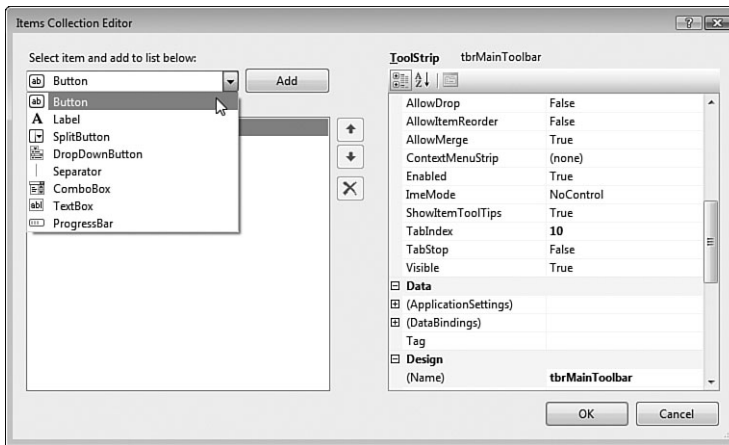 Items Collection Editor
Select item and add to list below:
Button
Add
Button
Label
SplitButton
DropDownButton
Separator
ComboBox
TextBox
ProgressBar
ToolStrip tbrMainToolbar
AllowDrop False
AllowItemReorder False
AllowMerge True
ContextMenuStrip (none)
Enabled True
ImeMode NoControl
ShowItemToolTips True
TabIndex 10
TabStop False
Visible True
Data
(ApplicationSettings)
(DataBindings)
Tag
Design
(Name) tbrMainToolbar
OK
Cancel